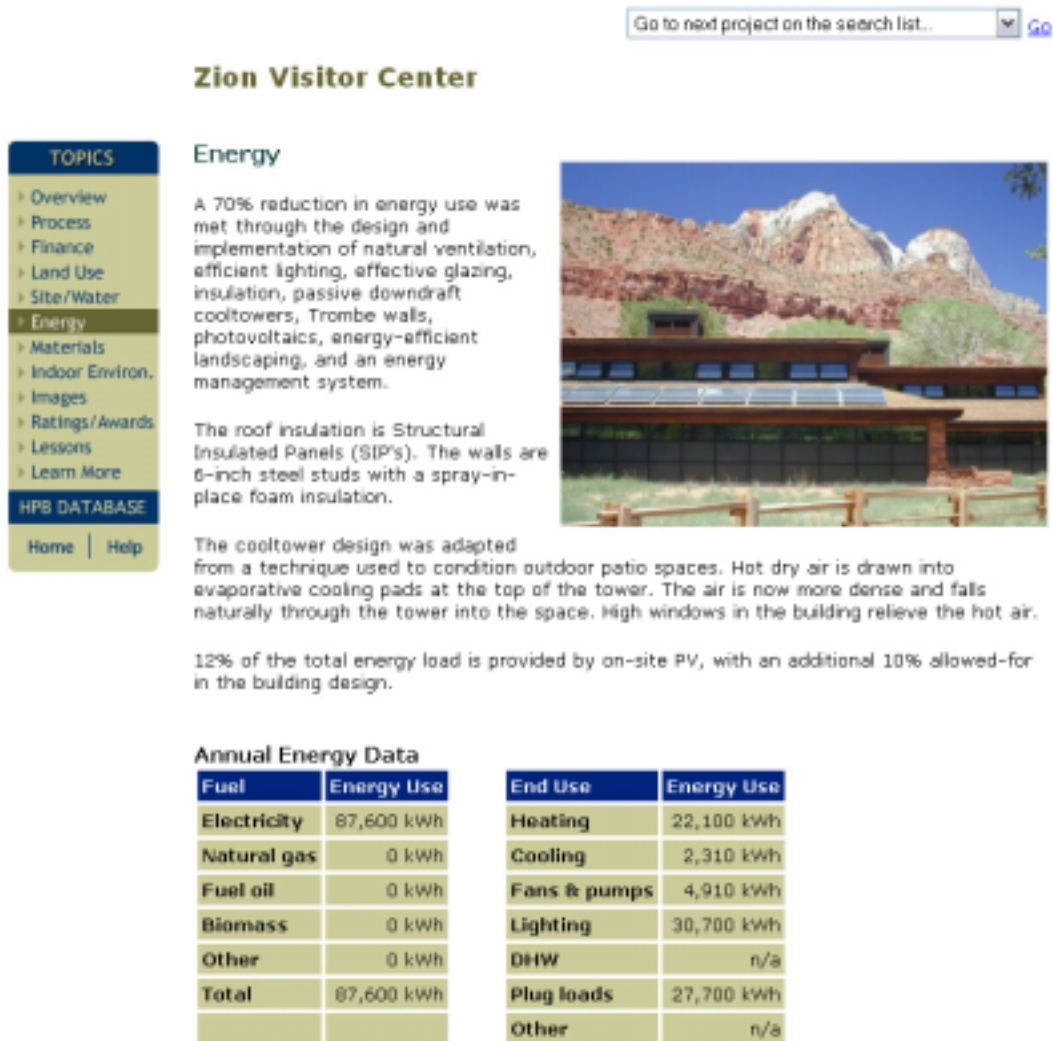 Go to next project on the search list...
Go
Zion Visitor Center
TOPICS
Overview
Process
Finance
Land Use
Site/Water
Energy
Materials
Indoor Environ.
Images
Ratings/Awards
Lessons
Learn More
HPB DATABASE
Home | Help
Energy
A 70% reduction in energy use was
met through the design and
implementation of natural ventilation,
efficient lighting, effective glazing,
insulation, passive downdraft
cooltowers, Trombe walls,
photovoltaics, energy-efficient
landscaping, and an energy
management system.
The roof insulation is Structural
Insulated Panels (SIP's). The walls are
6-inch steel studs with a spray-in-
place foam insulation.
The cooltower design was adapted
from a technique used to condition outdoor patio spaces. Hot dry air is drawn into
evaporative cooling pads at the top of the tower. The air is now more dense and falls
naturally through the tower into the space. High windows in the building relieve the hot air.
12% of the total energy load is provided by on-site PV, with an additional 10% allowed-for
in the building design.
Annual Energy Data
Fuel Energy Use
Electricity 87,600 kWh
Natural gas 0 kWh
Fuel oil 0 kWh
Biomass 0 kWh
Other 0 kWh
Total 87,600 kWh
End Use Energy Use
Heating 22,100 kWh
Cooling 2,310 kWh
Fans & pumps 4,910 kWh
Lighting 30,700 kWh
DHW n/a
Plug loads 27,700 kWh
Other n/a